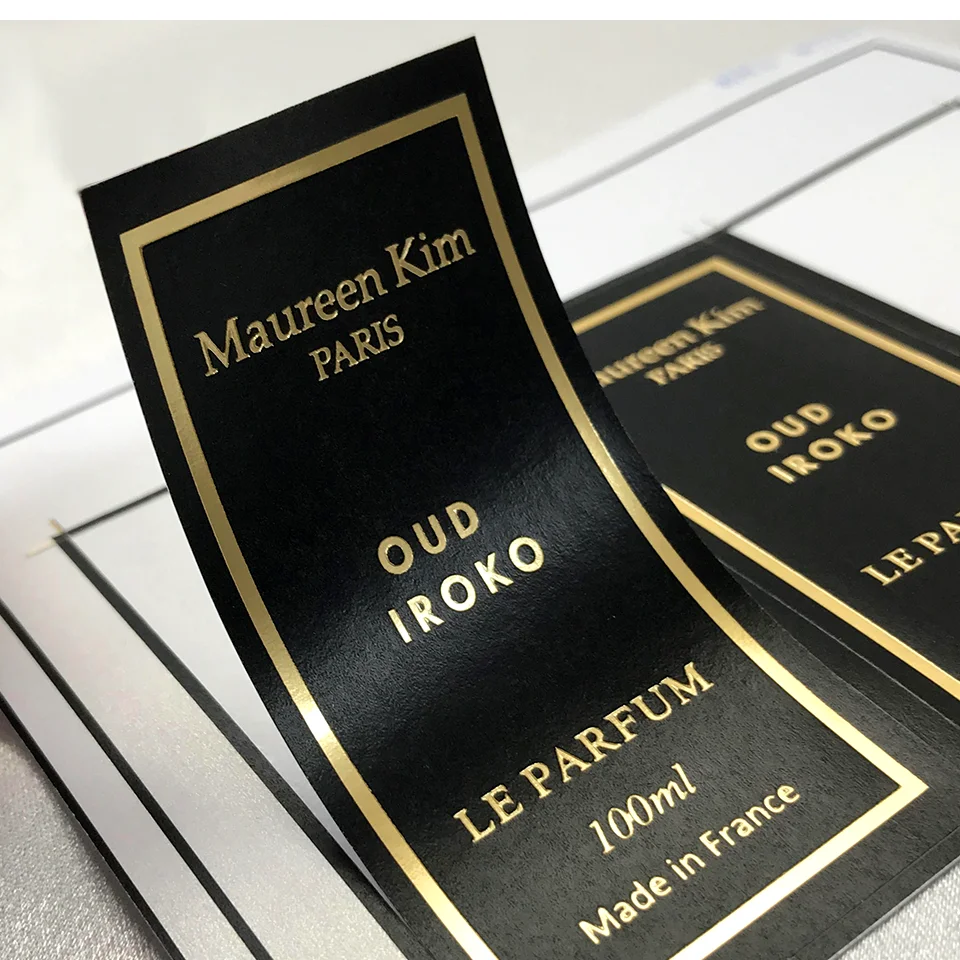 Maureen Kim
PARIS
OUD
IROKO
LE PARFUM
100ml
Made in France
Maureen Kim
PARIS
OUD
IROKO
LE PA